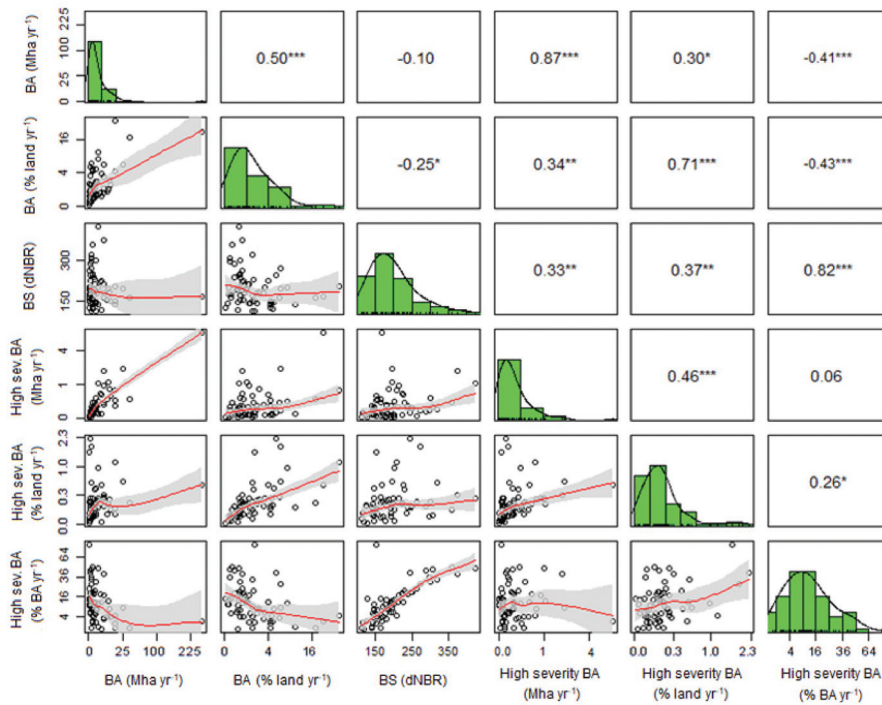 BA (Mha yr⁻¹)
0 25 100 225
0.50***
-0.10
0.87***
0.30*
-0.41***
BA (% land yr⁻¹)
0 4 16
-0.25*
0.34**
0.71***
-0.43***
BS (dNBR)
150 300
0.33**
0.37**
0.82***
High sev. BA
(Mha yr⁻¹)
0 1 4
0.46***
0.06
High sev. BA
(% land yr⁻¹)
0.0 0.3 1.0 2.3
0.26*
High sev. BA
(% BA yr⁻¹)
4 16 36 64
0 25 100 225
BA (Mha yr⁻¹)
0 4 16
BA (% land yr⁻¹)
150 250 350
BS (dNBR)
0.0 1 4
High severity BA
(Mha yr⁻¹)
0.0 0.3 1.0 2.3
High severity BA
(% land yr⁻¹)
4 16 36 64
High severity BA
(% BA yr⁻¹)